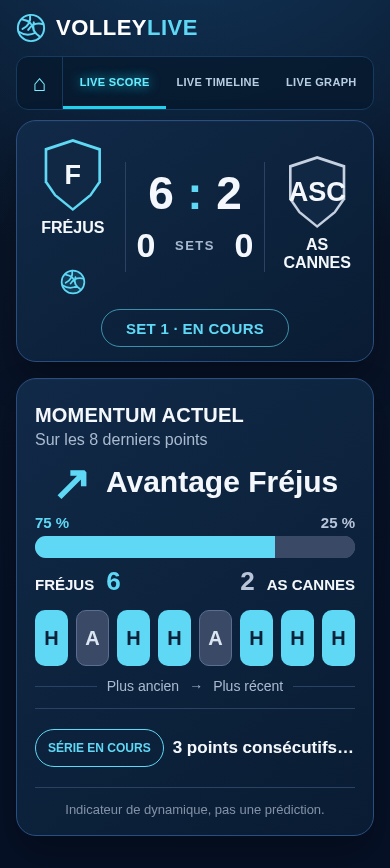 VOLLEYLIVE
LIVE SCORE LIVE TIMELINE LIVE GRAPH
F
FRÉJUS
6 : 2
0 SETS 0
ASC
AS
CANNES
SET 1 · EN COURS
MOMENTUM ACTUEL
Sur les 8 derniers points
↗ Avantage Fréjus
75 % 25 %
FRÉJUS 6 2 AS CANNES
H A H H A H H H
Plus ancien → Plus récent
SÉRIE EN COURS 3 points consécutifs…
Indicateur de dynamique, pas une prédiction.